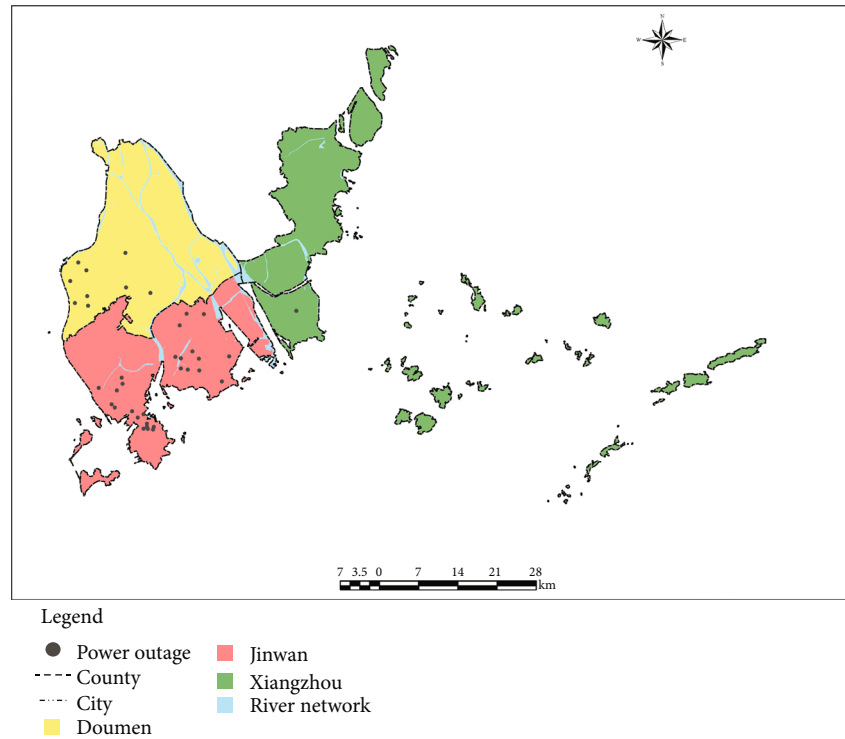 N
W E
S
7 3.5 0 7 14 21 28
km
Legend
Power outage
County
City
Doumen
Jinwan
Xiangzhou
River network